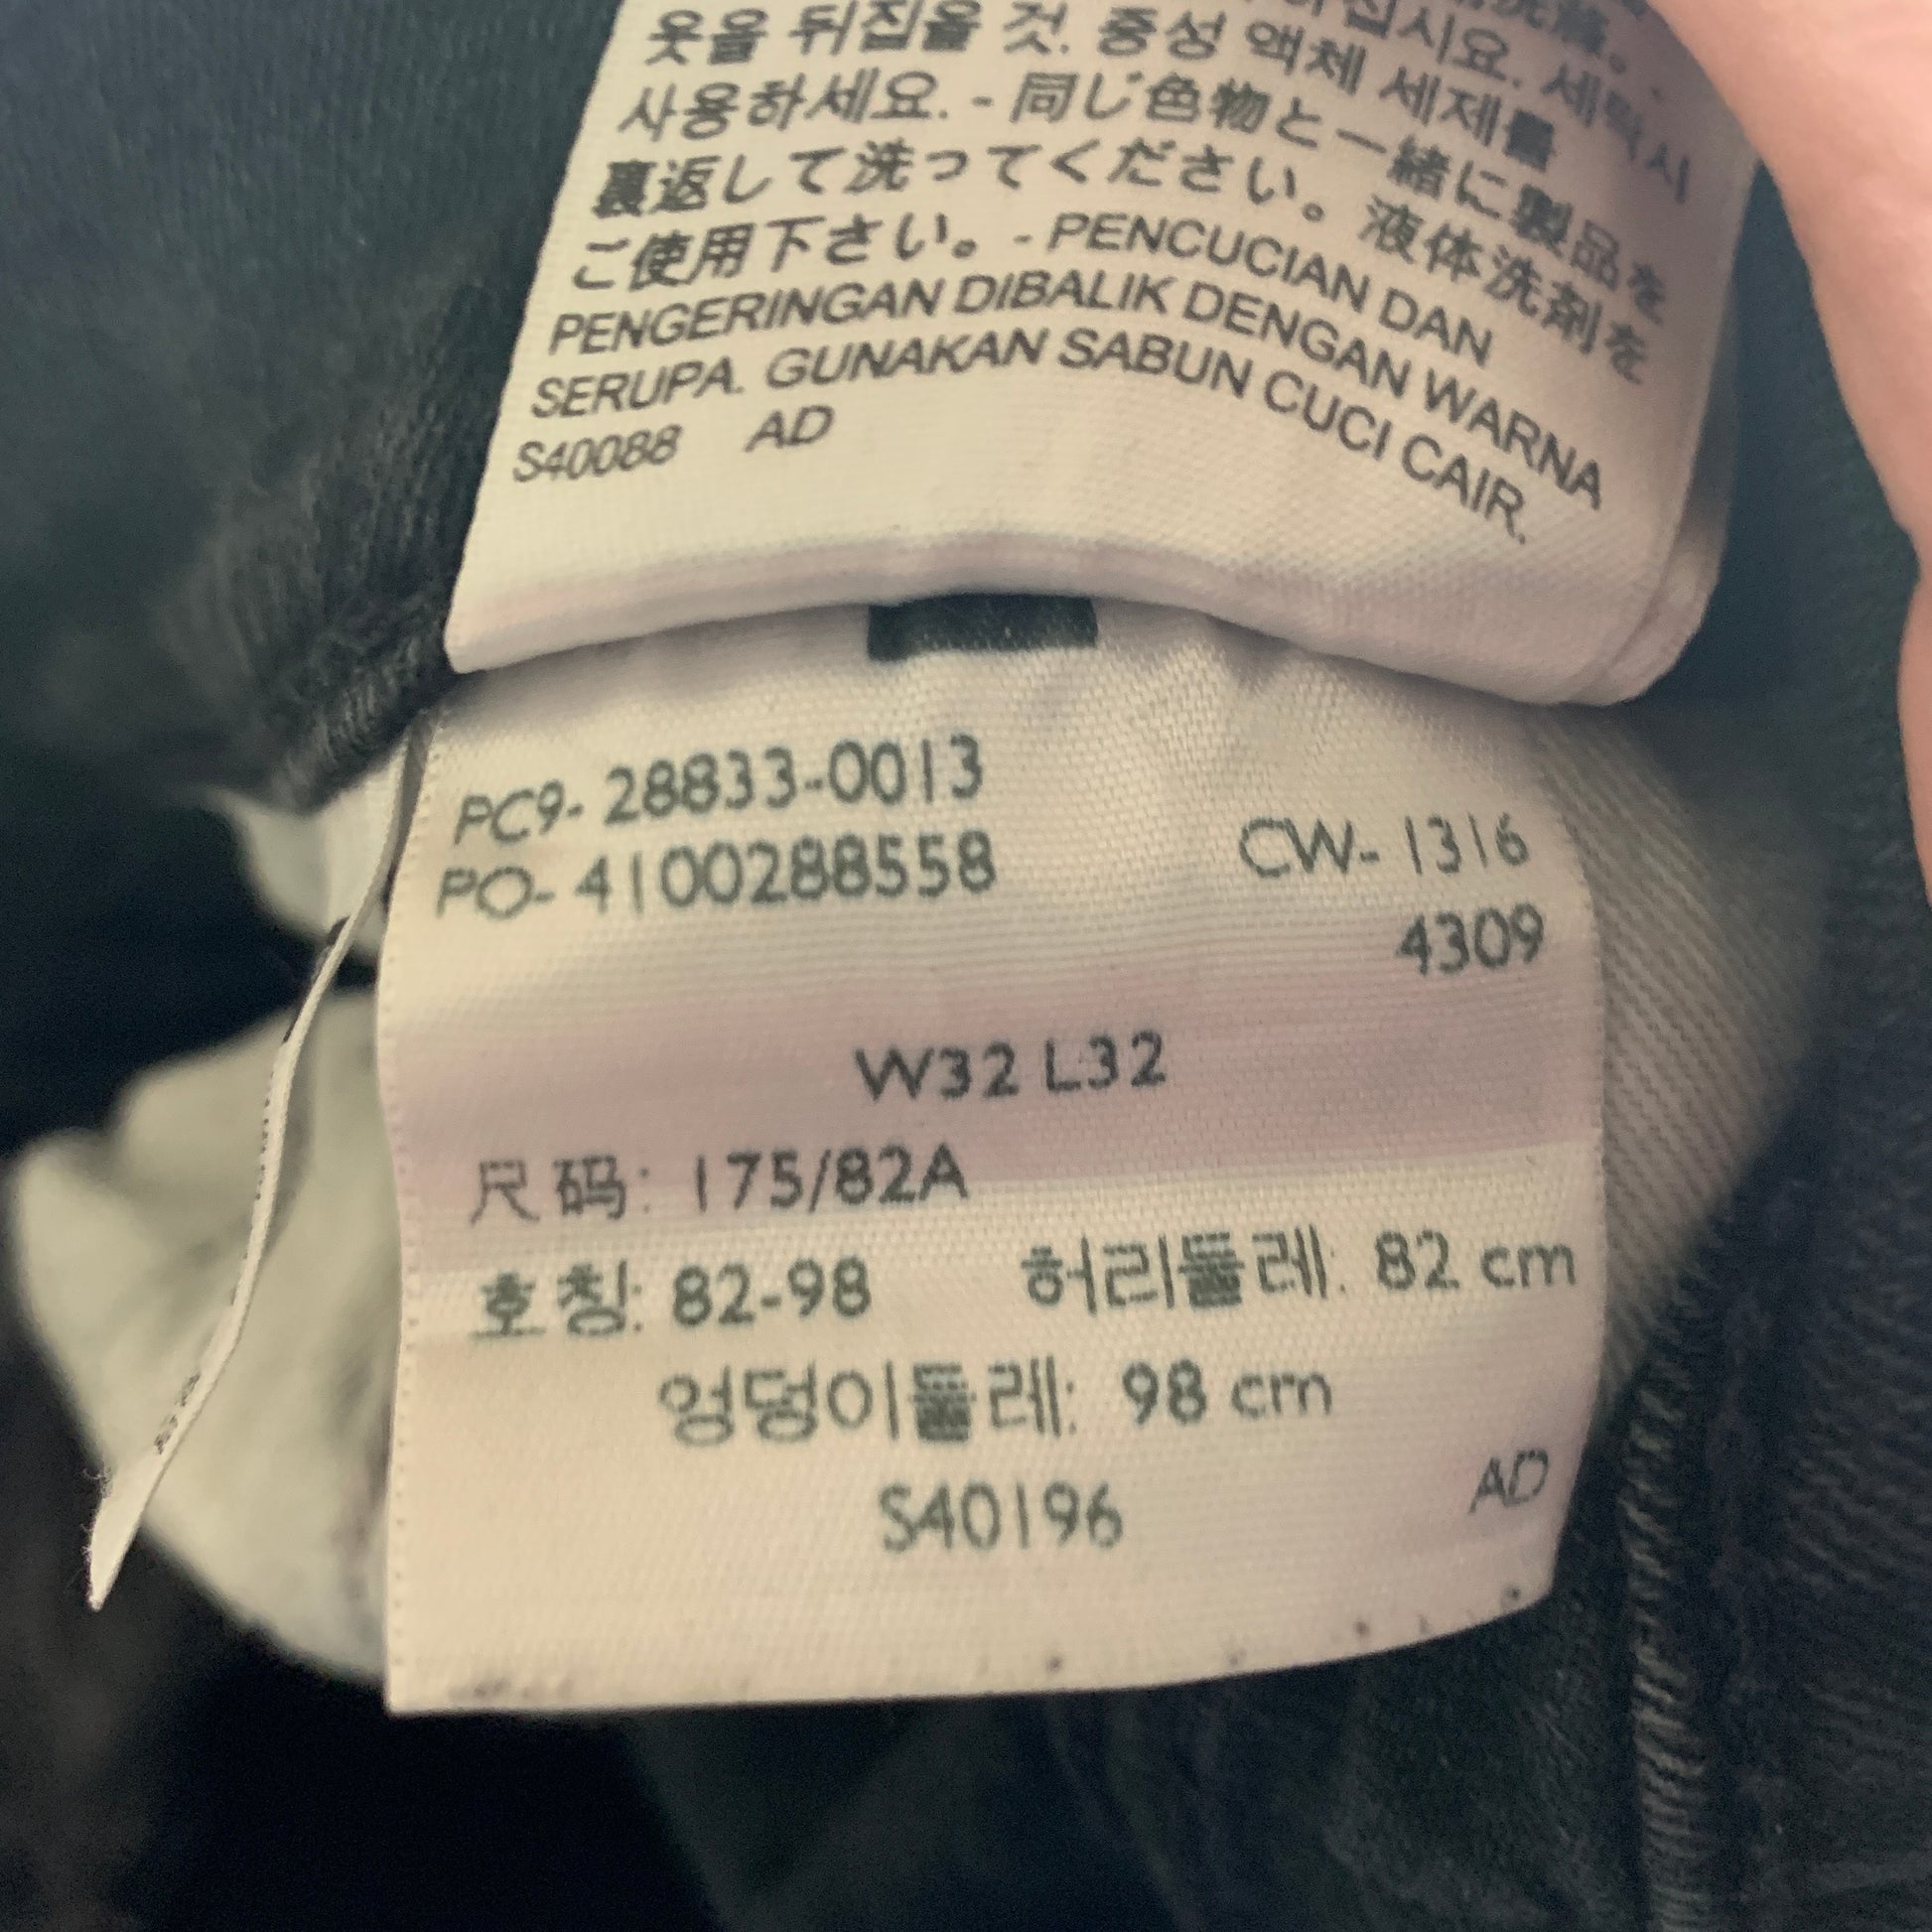 옷을 뒤집을 것. 중성 액체 세제를
사용하세요. - 同じ色物と一緒に製品を
裏返して洗ってください。液体洗剤を
ご使用下さい。- PENCUCIAN DAN
PENGERINGAN DIBALIK DENGAN WARNA
SERUPA. GUNAKAN SABUN CUCI CAIR.
S40088 AD
PC9- 28833-0013
PO- 4100288558
CW- 1316
4309
W32 L32
尺码: 175/82A
호칭: 82-98 허리둘레: 82 cm
엉덩이둘레: 98 cm
S40196 AD